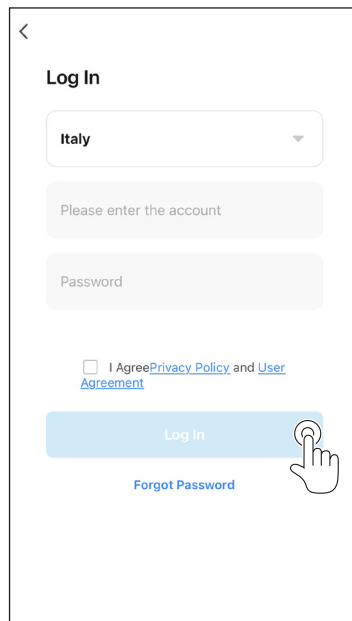 Log In
Italy
Please enter the account
Password
I AgreePrivacy Policy and User
Agreement
Log In
Forgot Password